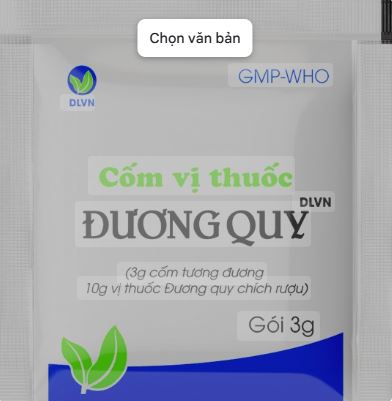 Chọn văn bản
DLVN
GMP-WHO
Cốm vị thuốc
ĐƯƠNG QUY DLVN
(3g cốm tương đương
10g vị thuốc Đương quy chích rượu)
Gói 3g